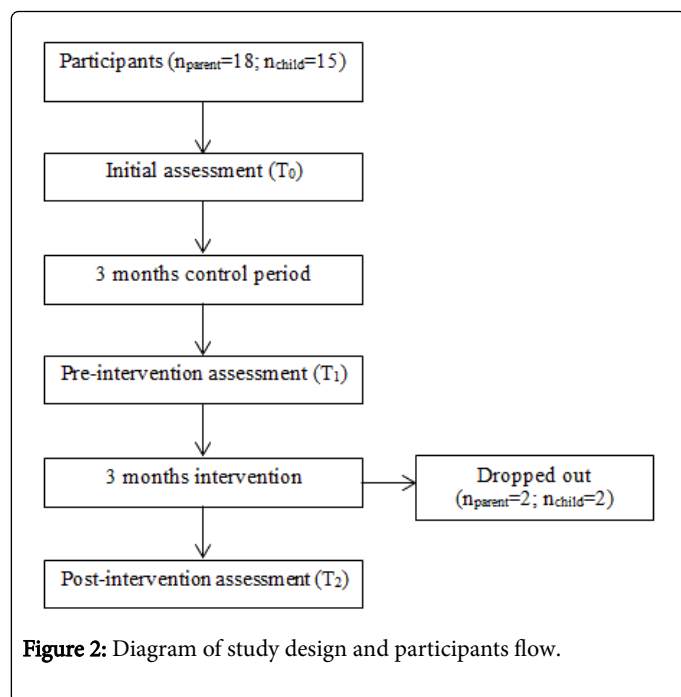 Participants (nparent=18; nchild=15)
Initial assessment (T0)
3 months control period
Pre-intervention assessment (T1)
3 months intervention
Dropped out
(nparent=2; nchild=2)
Post-intervention assessment (T2)
Figure 2: Diagram of study design and participants flow.